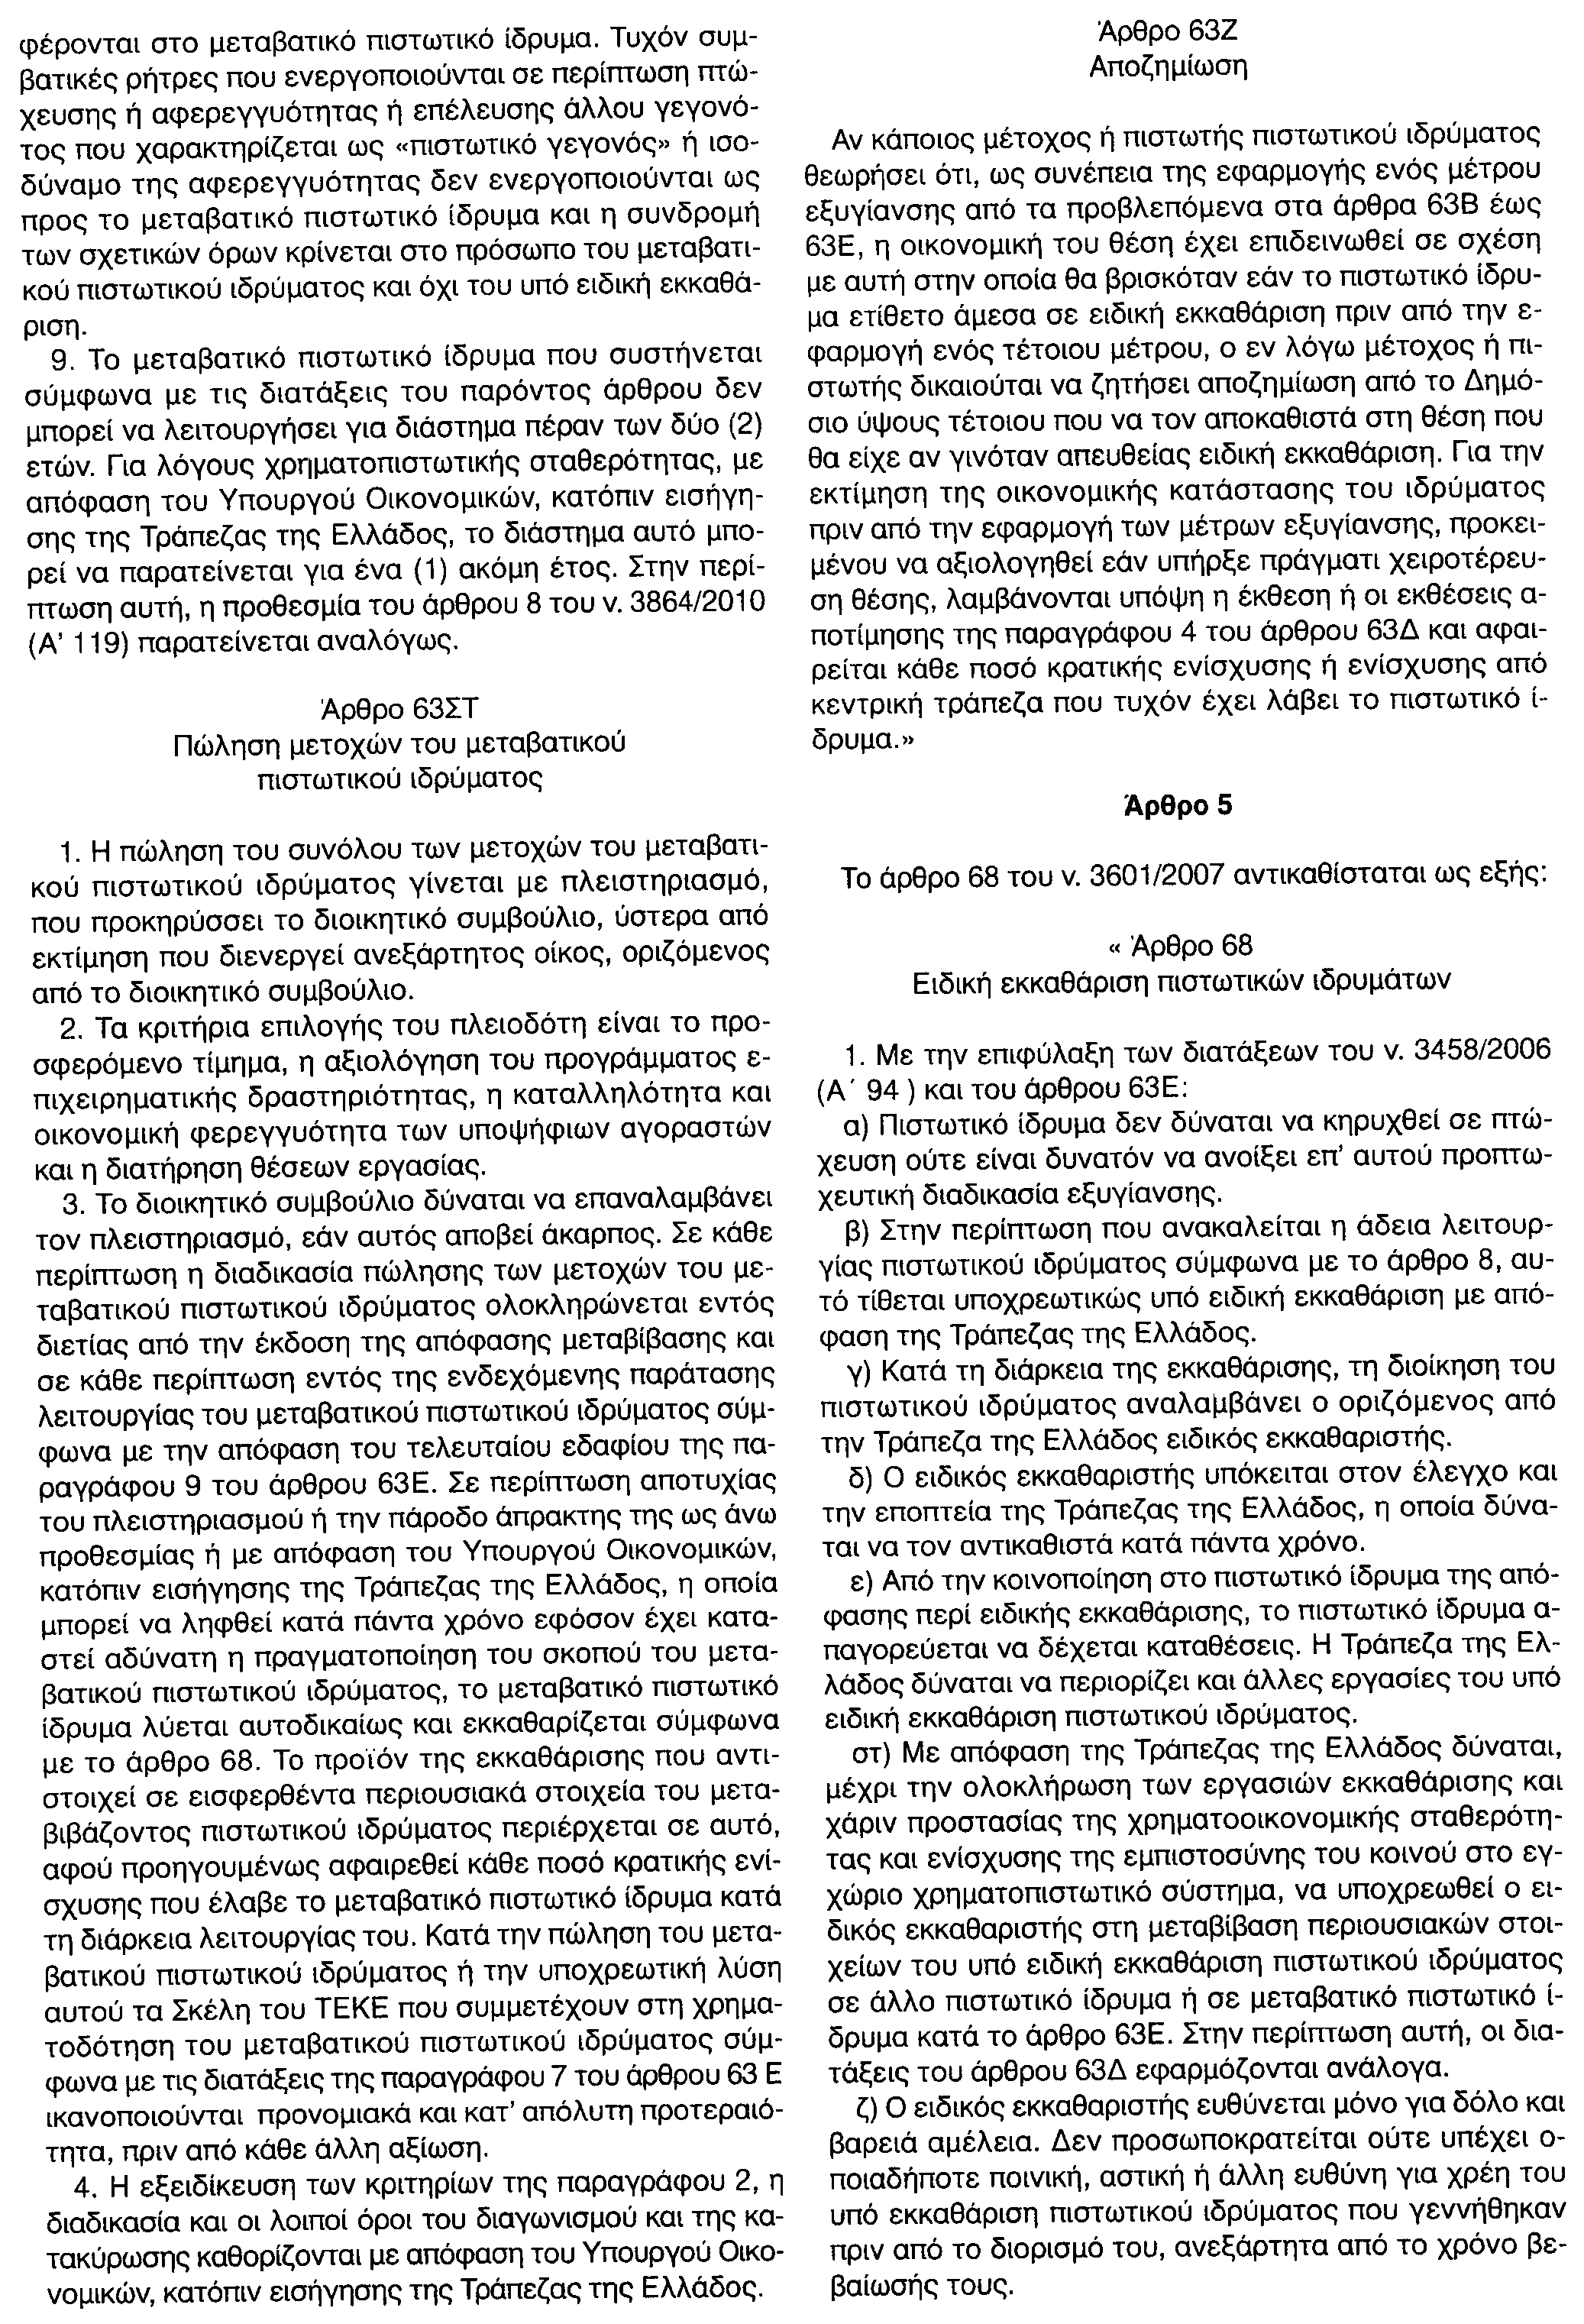 φέρονται στο μεταβατικό πιστωτικό ίδρυμα. Τυχόν συμ-
βατικές ρήτρες που ενεργοποιούνται σε περίπτωση πτώ-
χευσης ή αφερεγγυότητας ή επέλευσης άλλου γεγονό-
τος που χαρακτηρίζεται ως «πιστωτικό γεγονός» ή ισο-
δύναμο της αφερεγγυότητας δεν ενεργοποιούνται ως
προς το μεταβατικό πιστωτικό ίδρυμα και η συνδρομή
των σχετικών όρων κρίνεται στο πρόσωπο του μεταβατι-
κού πιστωτικού ιδρύματος και όχι του υπό ειδική εκκαθά-
ριση.
9. Το μεταβατικό πιστωτικό ίδρυμα που συστήνεται
σύμφωνα με τις διατάξεις του παρόντος άρθρου δεν
μπορεί να λειτουργήσει για διάστημα πέραν των δύο (2)
ετών. Για λόγους χρηματοπιστωτικής σταθερότητας, με
απόφαση του Υπουργού Οικονομικών, κατόπιν εισήγη-
σης της Τράπεζας της Ελλάδος, το διάστημα αυτό μπο-
ρεί να παρατείνεται για ένα (1) ακόμη έτος. Στην περί-
πτωση αυτή, η προθεσμία του άρθρου 8 του ν. 3864/2010
(Α’ 119) παρατείνεται αναλόγως.
Άρθρο 63ΣΤ
Πώληση μετοχών του μεταβατικού
πιστωτικού ιδρύματος
1. Η πώληση του συνόλου των μετοχών του μεταβατι-
κού πιστωτικού ιδρύματος γίνεται με πλειστηριασμό,
που προκηρύσσει το διοικητικό συμβούλιο, ύστερα από
εκτίμηση που διενεργεί ανεξάρτητος οίκος, οριζόμενος
από το διοικητικό συμβούλιο.
2. Τα κριτήρια επιλογής του πλειοδότη είναι το προ-
σφερόμενο τίμημα, η αξιολόγηση του προγράμματος ε-
πιχειρηματικής δραστηριότητας, η καταλληλότητα και
οικονομική φερεγγυότητα των υποψήφιων αγοραστών
και η διατήρηση θέσεων εργασίας.
3. Το διοικητικό συμβούλιο δύναται να επαναλαμβάνει
τον πλειστηριασμό, εάν αυτός αποβεί άκαρπος. Σε κάθε
περίπτωση η διαδικασία πώλησης των μετοχών του με-
ταβατικού πιστωτικού ιδρύματος ολοκληρώνεται εντός
διετίας από την έκδοση της απόφασης μεταβίβασης και
σε κάθε περίπτωση εντός της ενδεχόμενης παράτασης
λειτουργίας του μεταβατικού πιστωτικού ιδρύματος σύμ-
φωνα με την απόφαση του τελευταίου εδαφίου της πα-
ραγράφου 9 του άρθρου 63Ε. Σε περίπτωση αποτυχίας
του πλειστηριασμού ή την πάροδο άπρακτης της ως άνω
προθεσμίας ή με απόφαση του Υπουργού Οικονομικών,
κατόπιν εισήγησης της Τράπεζας της Ελλάδος, η οποία
μπορεί να ληφθεί κατά πάντα χρόνο εφόσον έχει κατα-
στεί αδύνατη η πραγματοποίηση του σκοπού του μετα-
βατικού πιστωτικού ιδρύματος, το μεταβατικό πιστωτικό
ίδρυμα λύεται αυτοδικαίως και εκκαθαρίζεται σύμφωνα
με το άρθρο 68. Το προϊόν της εκκαθάρισης που αντι-
στοιχεί σε εισφερθέντα περιουσιακά στοιχεία του μετα-
βιβάζοντος πιστωτικού ιδρύματος περιέρχεται σε αυτό,
αφού προηγουμένως αφαιρεθεί κάθε ποσό κρατικής ενί-
σχυσης που έλαβε το μεταβατικό πιστωτικό ίδρυμα κατά
τη διάρκεια λειτουργίας του. Κατά την πώληση του μετα-
βατικού πιστωτικού ιδρύματος ή την υποχρεωτική λύση
αυτού τα Σκέλη του ΤΕΚΕ που συμμετέχουν στη χρημα-
τοδότηση του μεταβατικού πιστωτικού ιδρύματος σύμ-
φωνα με τις διατάξεις της παραγράφου 7 του άρθρου 63 Ε
ικανοποιούνται προνομιακά και κατ’ απόλυτη προτεραιό-
τητα, πριν από κάθε άλλη αξίωση.
4. Η εξειδίκευση των κριτηρίων της παραγράφου 2, η
διαδικασία και οι λοιποί όροι του διαγωνισμού και της κα-
τακύρωσης καθορίζονται με απόφαση του Υπουργού Οικο-
νομικών, κατόπιν εισήγησης της Τράπεζας της Ελλάδος.
Άρθρο 63Ζ
Αποζημίωση
Αν κάποιος μέτοχος ή πιστωτής πιστωτικού ιδρύματος
θεωρήσει ότι, ως συνέπεια της εφαρμογής ενός μέτρου
εξυγίανσης από τα προβλεπόμενα στα άρθρα 63Β έως
63Ε, η οικονομική του θέση έχει επιδεινωθεί σε σχέση
με αυτή στην οποία θα βρισκόταν εάν το πιστωτικό ίδρυ-
μα ετίθετο άμεσα σε ειδική εκκαθάριση πριν από την ε-
φαρμογή ενός τέτοιου μέτρου, ο εν λόγω μέτοχος ή πι-
στωτής δικαιούται να ζητήσει αποζημίωση από το Δημό-
σιο ύψους τέτοιου που να τον αποκαθιστά στη θέση που
θα είχε αν γινόταν απευθείας ειδική εκκαθάριση. Για την
εκτίμηση της οικονομικής κατάστασης του ιδρύματος
πριν από την εφαρμογή των μέτρων εξυγίανσης, προκει-
μένου να αξιολογηθεί εάν υπήρξε πράγματι χειροτέρευ-
ση θέσης, λαμβάνονται υπόψη η έκθεση ή οι εκθέσεις α-
ποτίμησης της παραγράφου 4 του άρθρου 63Δ και αφαι-
ρείται κάθε ποσό κρατικής ενίσχυσης ή ενίσχυσης από
κεντρική τράπεζα που τυχόν έχει λάβει το πιστωτικό ί-
δρυμα.»
Άρθρο 5
Το άρθρο 68 του ν. 3601/2007 αντικαθίσταται ως εξής:
« Άρθρο 68
Ειδική εκκαθάριση πιστωτικών ιδρυμάτων
1. Με την επιφύλαξη των διατάξεων του ν. 3458/2006
(Α΄ 94 ) και του άρθρου 63Ε:
α) Πιστωτικό ίδρυμα δεν δύναται να κηρυχθεί σε πτώ-
χευση ούτε είναι δυνατόν να ανοίξει επ’ αυτού προπτω-
χευτική διαδικασία εξυγίανσης.
β) Στην περίπτωση που ανακαλείται η άδεια λειτουρ-
γίας πιστωτικού ιδρύματος σύμφωνα με το άρθρο 8, αυ-
τό τίθεται υποχρεωτικώς υπό ειδική εκκαθάριση με από-
φαση της Τράπεζας της Ελλάδος.
γ) Κατά τη διάρκεια της εκκαθάρισης, τη διοίκηση του
πιστωτικού ιδρύματος αναλαμβάνει ο οριζόμενος από
την Τράπεζα της Ελλάδος ειδικός εκκαθαριστής.
δ) Ο ειδικός εκκαθαριστής υπόκειται στον έλεγχο και
την εποπτεία της Τράπεζας της Ελλάδος, η οποία δύνα-
ται να τον αντικαθιστά κατά πάντα χρόνο.
ε) Από την κοινοποίηση στο πιστωτικό ίδρυμα της από-
φασης περί ειδικής εκκαθάρισης, το πιστωτικό ίδρυμα α-
παγορεύεται να δέχεται καταθέσεις. Η Τράπεζα της Ελ-
λάδος δύναται να περιορίζει και άλλες εργασίες του υπό
ειδική εκκαθάριση πιστωτικού ιδρύματος.
στ) Με απόφαση της Τράπεζας της Ελλάδος δύναται,
μέχρι την ολοκλήρωση των εργασιών εκκαθάρισης και
χάριν προστασίας της χρηματοοικονομικής σταθερότη-
τας και ενίσχυσης της εμπιστοσύνης του κοινού στο εγ-
χώριο χρηματοπιστωτικό σύστημα, να υποχρεωθεί ο ει-
δικός εκκαθαριστής στη μεταβίβαση περιουσιακών στοι-
χείων του υπό ειδική εκκαθάριση πιστωτικού ιδρύματος
σε άλλο πιστωτικό ίδρυμα ή σε μεταβατικό πιστωτικό ί-
δρυμα κατά το άρθρο 63Ε. Στην περίπτωση αυτή, οι δια-
τάξεις του άρθρου 63Δ εφαρμόζονται ανάλογα.
ζ) Ο ειδικός εκκαθαριστής ευθύνεται μόνο για δόλο και
βαρειά αμέλεια. Δεν προσωποκρατείται ούτε υπέχει ο-
ποιαδήποτε ποινική, αστική ή άλλη ευθύνη για χρέη του
υπό εκκαθάριση πιστωτικού ιδρύματος που γεννήθηκαν
πριν από το διορισμό του, ανεξάρτητα από το χρόνο βε-
βαίωσής τους.